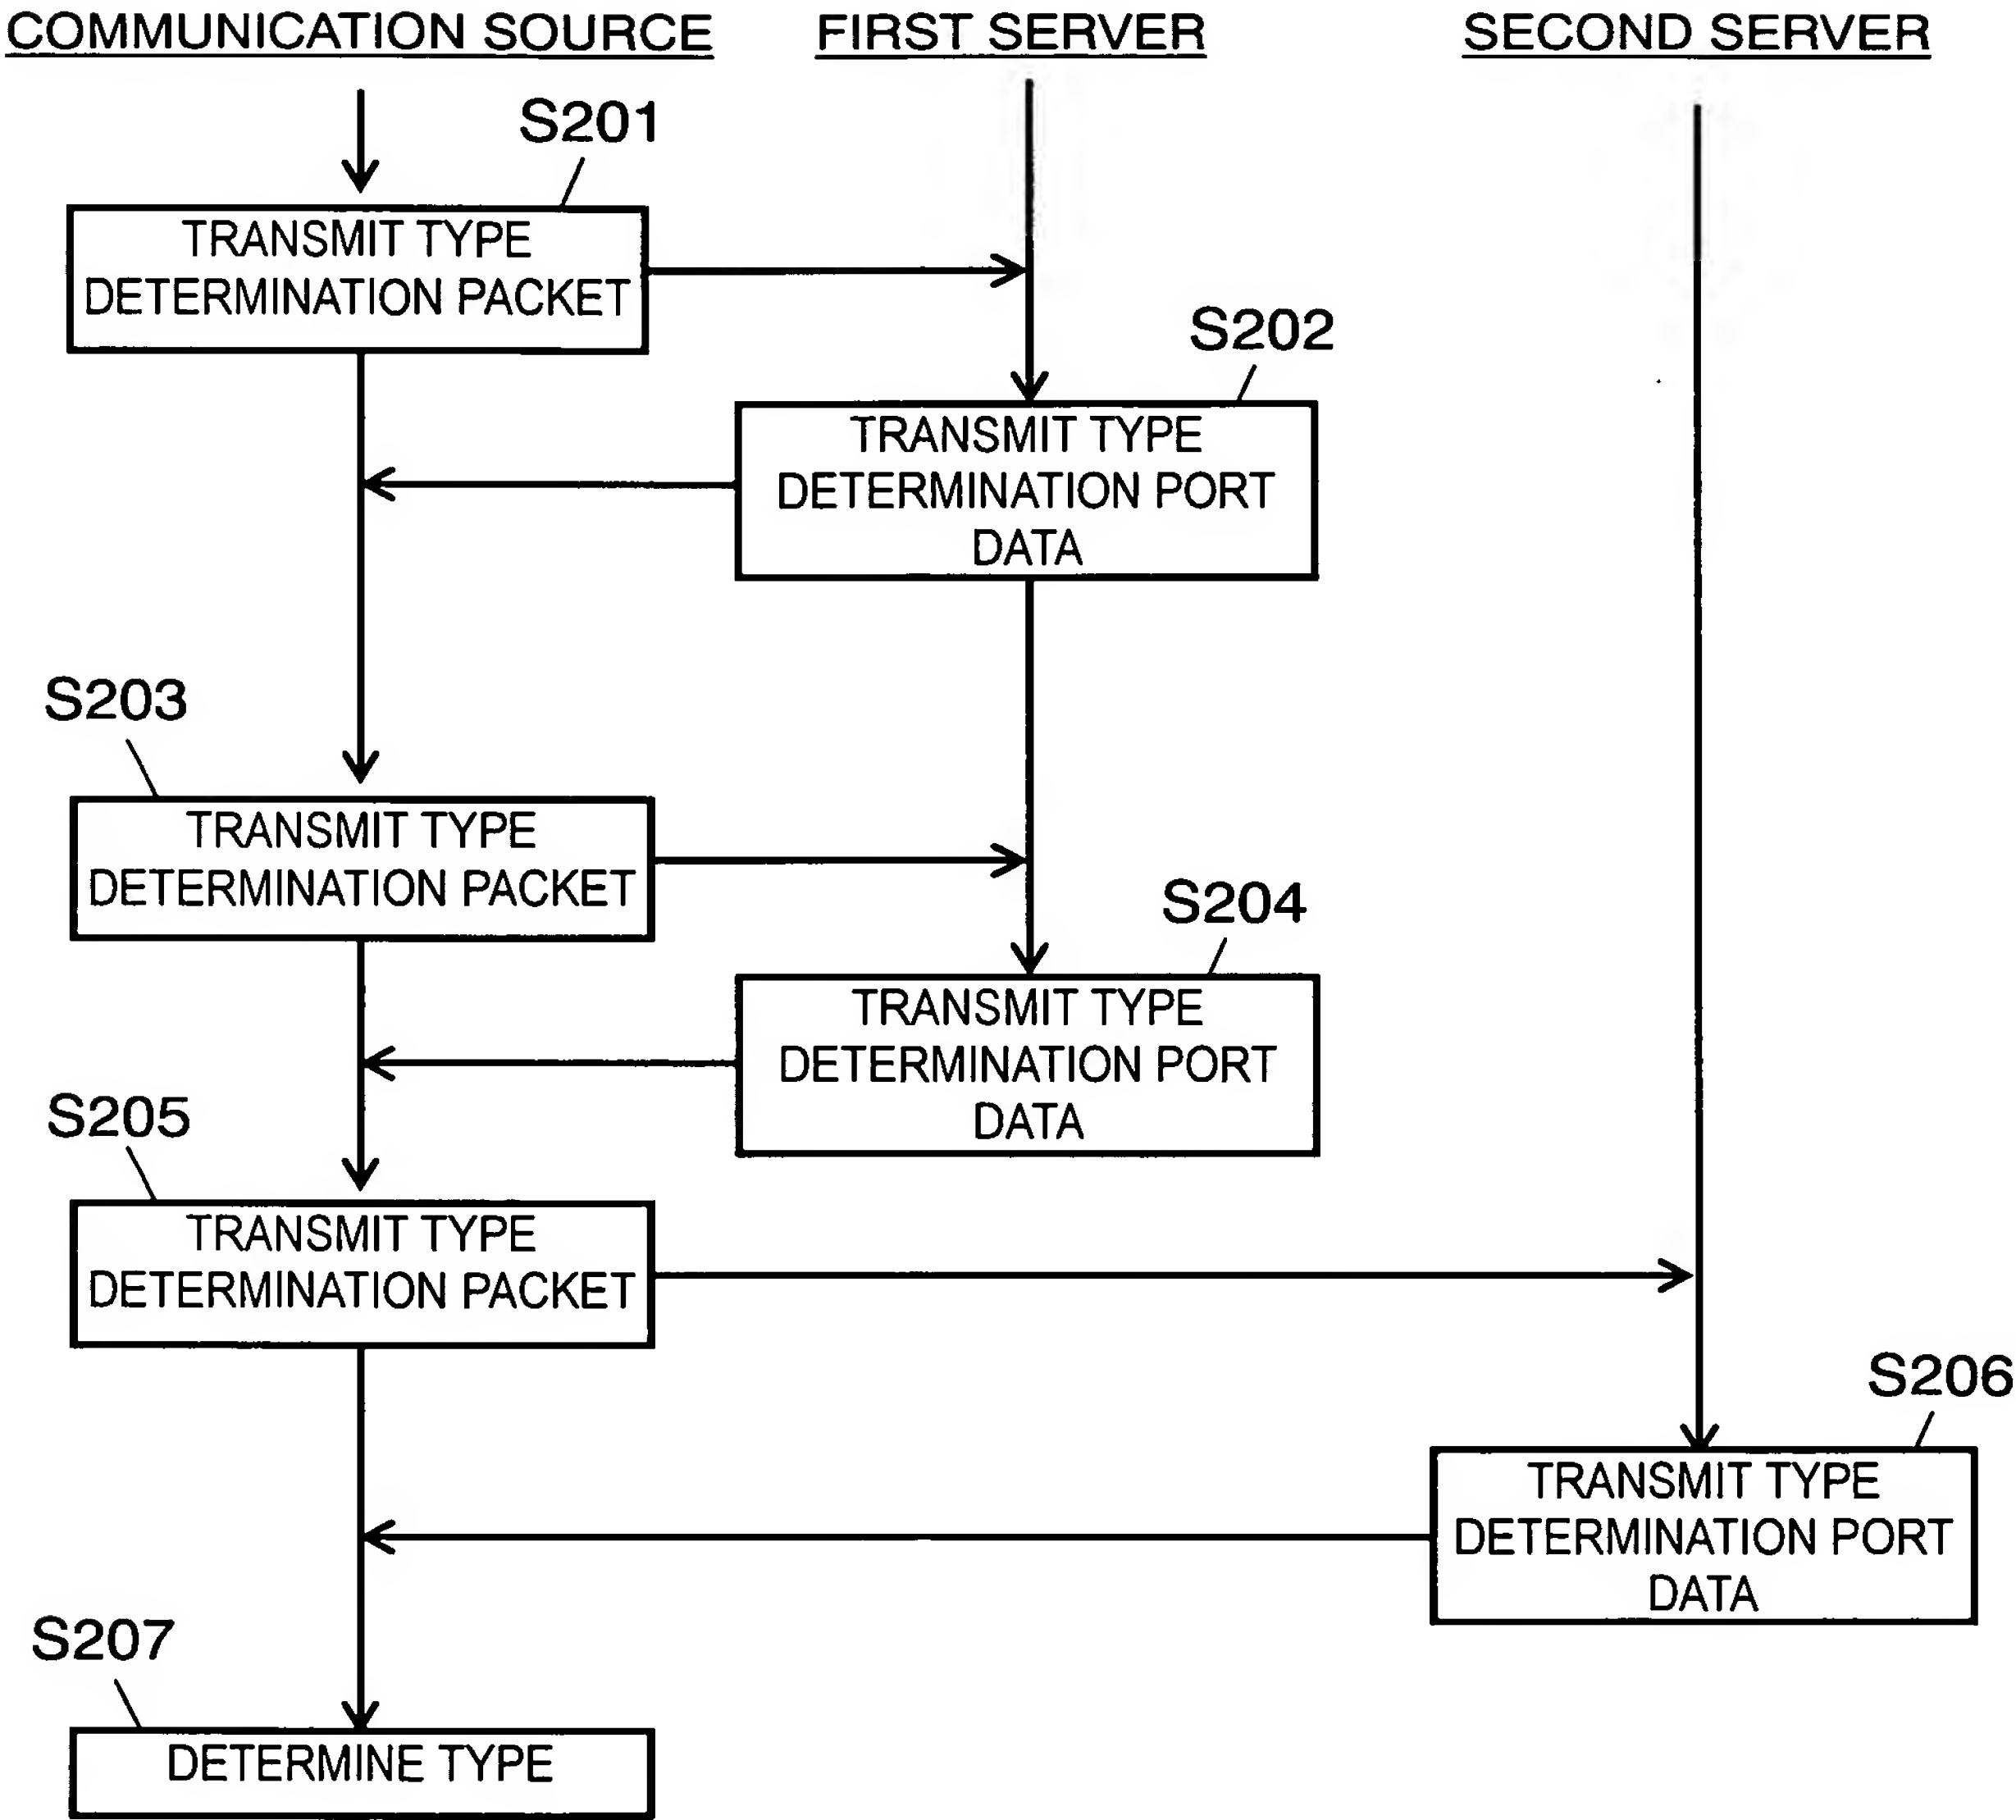 COMMUNICATION SOURCE FIRST SERVER SECOND SERVER
S201
TRANSMIT TYPE
DETERMINATION PACKET
S202
TRANSMIT TYPE
DETERMINATION PORT
DATA
S203
TRANSMIT TYPE
DETERMINATION PACKET
S204
TRANSMIT TYPE
DETERMINATION PORT
DATA
S205
TRANSMIT TYPE
DETERMINATION PACKET
S206
TRANSMIT TYPE
DETERMINATION PORT
DATA
S207
DETERMINE TYPE